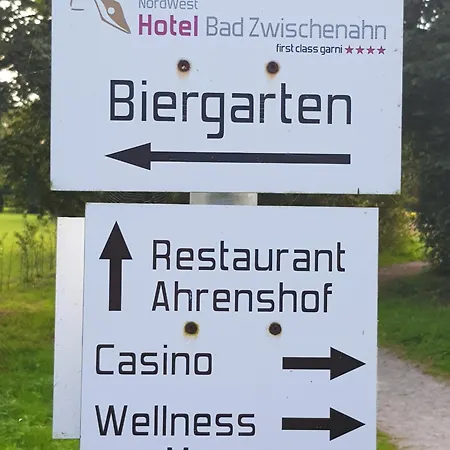 NordWest
Hotel Bad Zwischenahn
first class garni ★★★★
Biergarten
Restaurant
Ahrenshof
Casino
Wellness